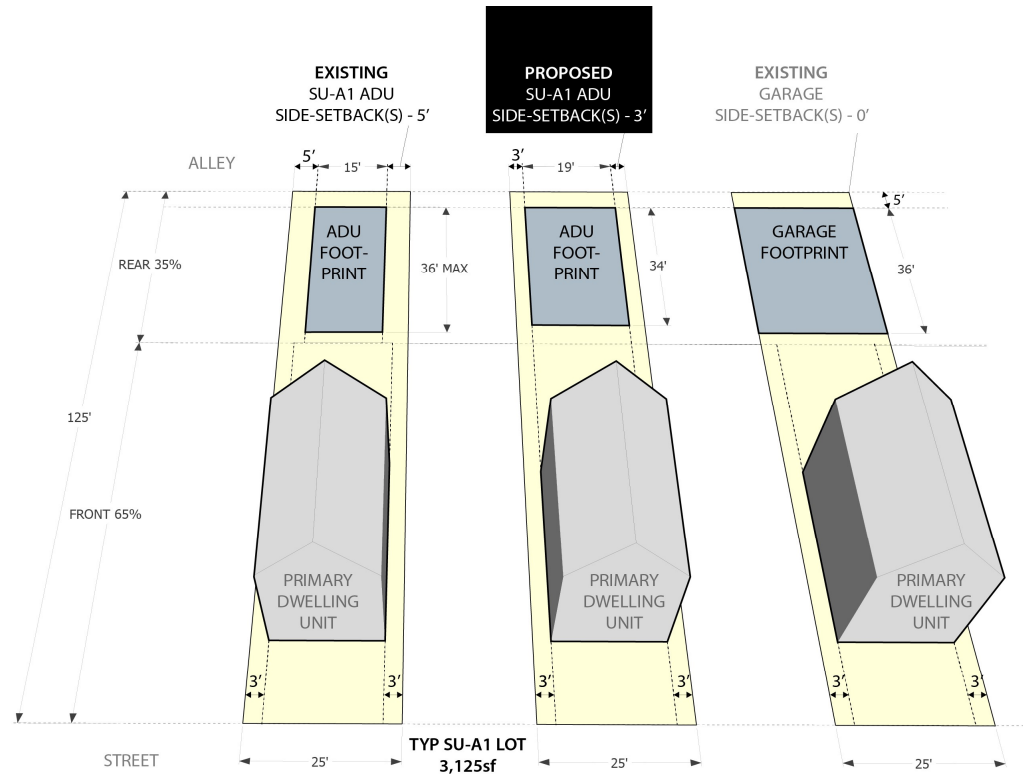 EXISTING
SU-A1 ADU
SIDE-SETBACK(S) - 5’
PROPOSED
SU-A1 ADU
SIDE-SETBACK(S) - 3’
EXISTING
GARAGE
SIDE-SETBACK(S) - 0’
ALLEY
5’
15'
3’
19'
5’
ADU
FOOT-
PRINT
36' MAX
ADU
FOOT-
PRINT
34'
GARAGE
FOOTPRINT
36'
REAR 35%
125'
FRONT 65%
PRIMARY
DWELLING
UNIT
PRIMARY
DWELLING
UNIT
PRIMARY
DWELLING
UNIT
3’
3’
3’
3’
3’
3’
STREET
25'
TYP SU-A1 LOT
3,125sf
25'
25'